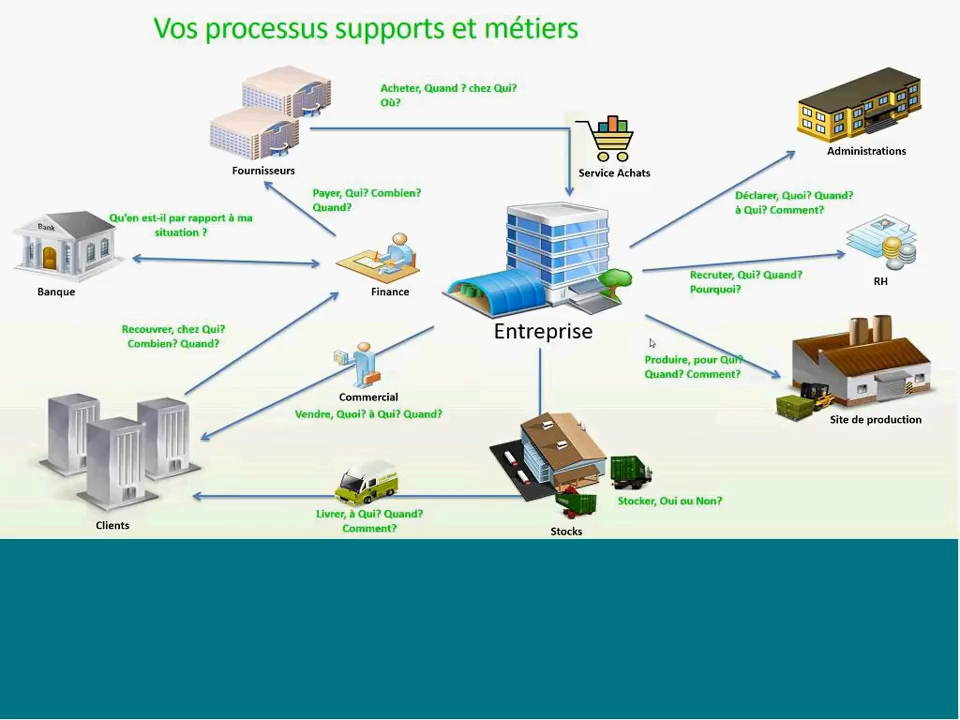 Vos processus supports et métiers
Acheter, Quand ? chez Qui?
Où?
Fournisseurs
Service Achats
Administrations
Payer, Qui? Combien?
Quand?
Déclarer, Quoi? Quand?
à Qui? Comment?
Bank
Qu'en est-il par rapport à ma
situation ?
Banque
Finance
Recruter, Qui? Quand?
Pourquoi?
RH
Entreprise
Recouvrer, chez Qui?
Combien? Quand?
Produire, pour Qui?
Quand? Comment?
Commercial
Vendre, Quoi? à Qui? Quand?
Site de production
Stocker, Oui ou Non?
Livrer, à Qui? Quand?
Comment?
Clients
Stocks